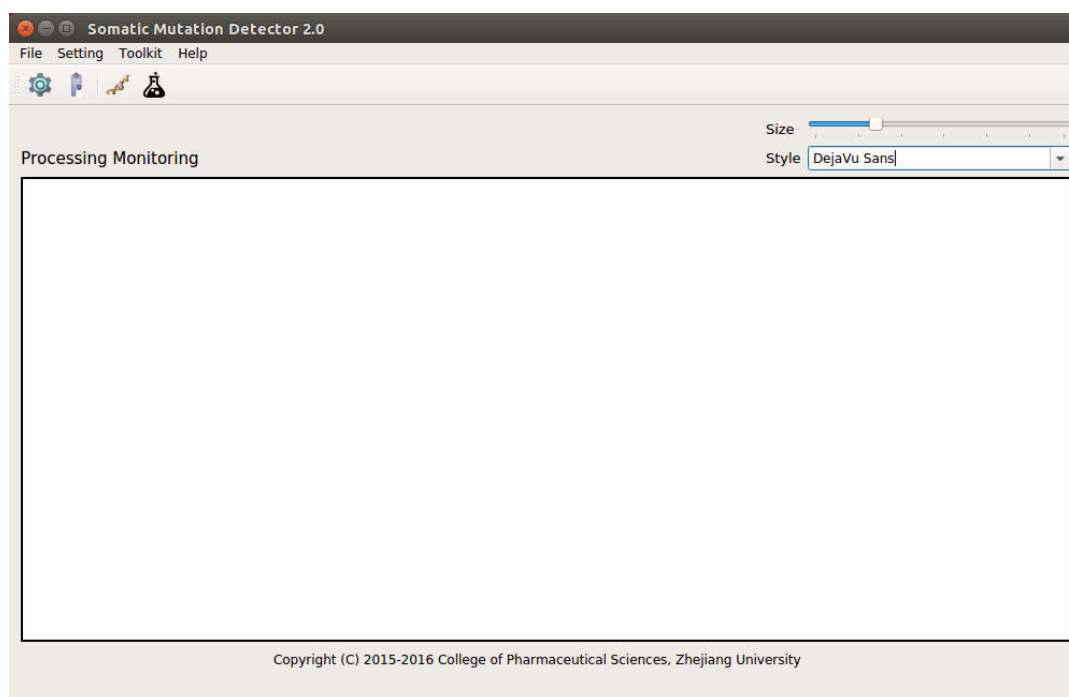 Somatic Mutation Detector 2.0
File Setting Toolkit Help
Size
Processing Monitoring
Style DejaVu Sans
Copyright (C) 2015-2016 College of Pharmaceutical Sciences, Zhejiang University